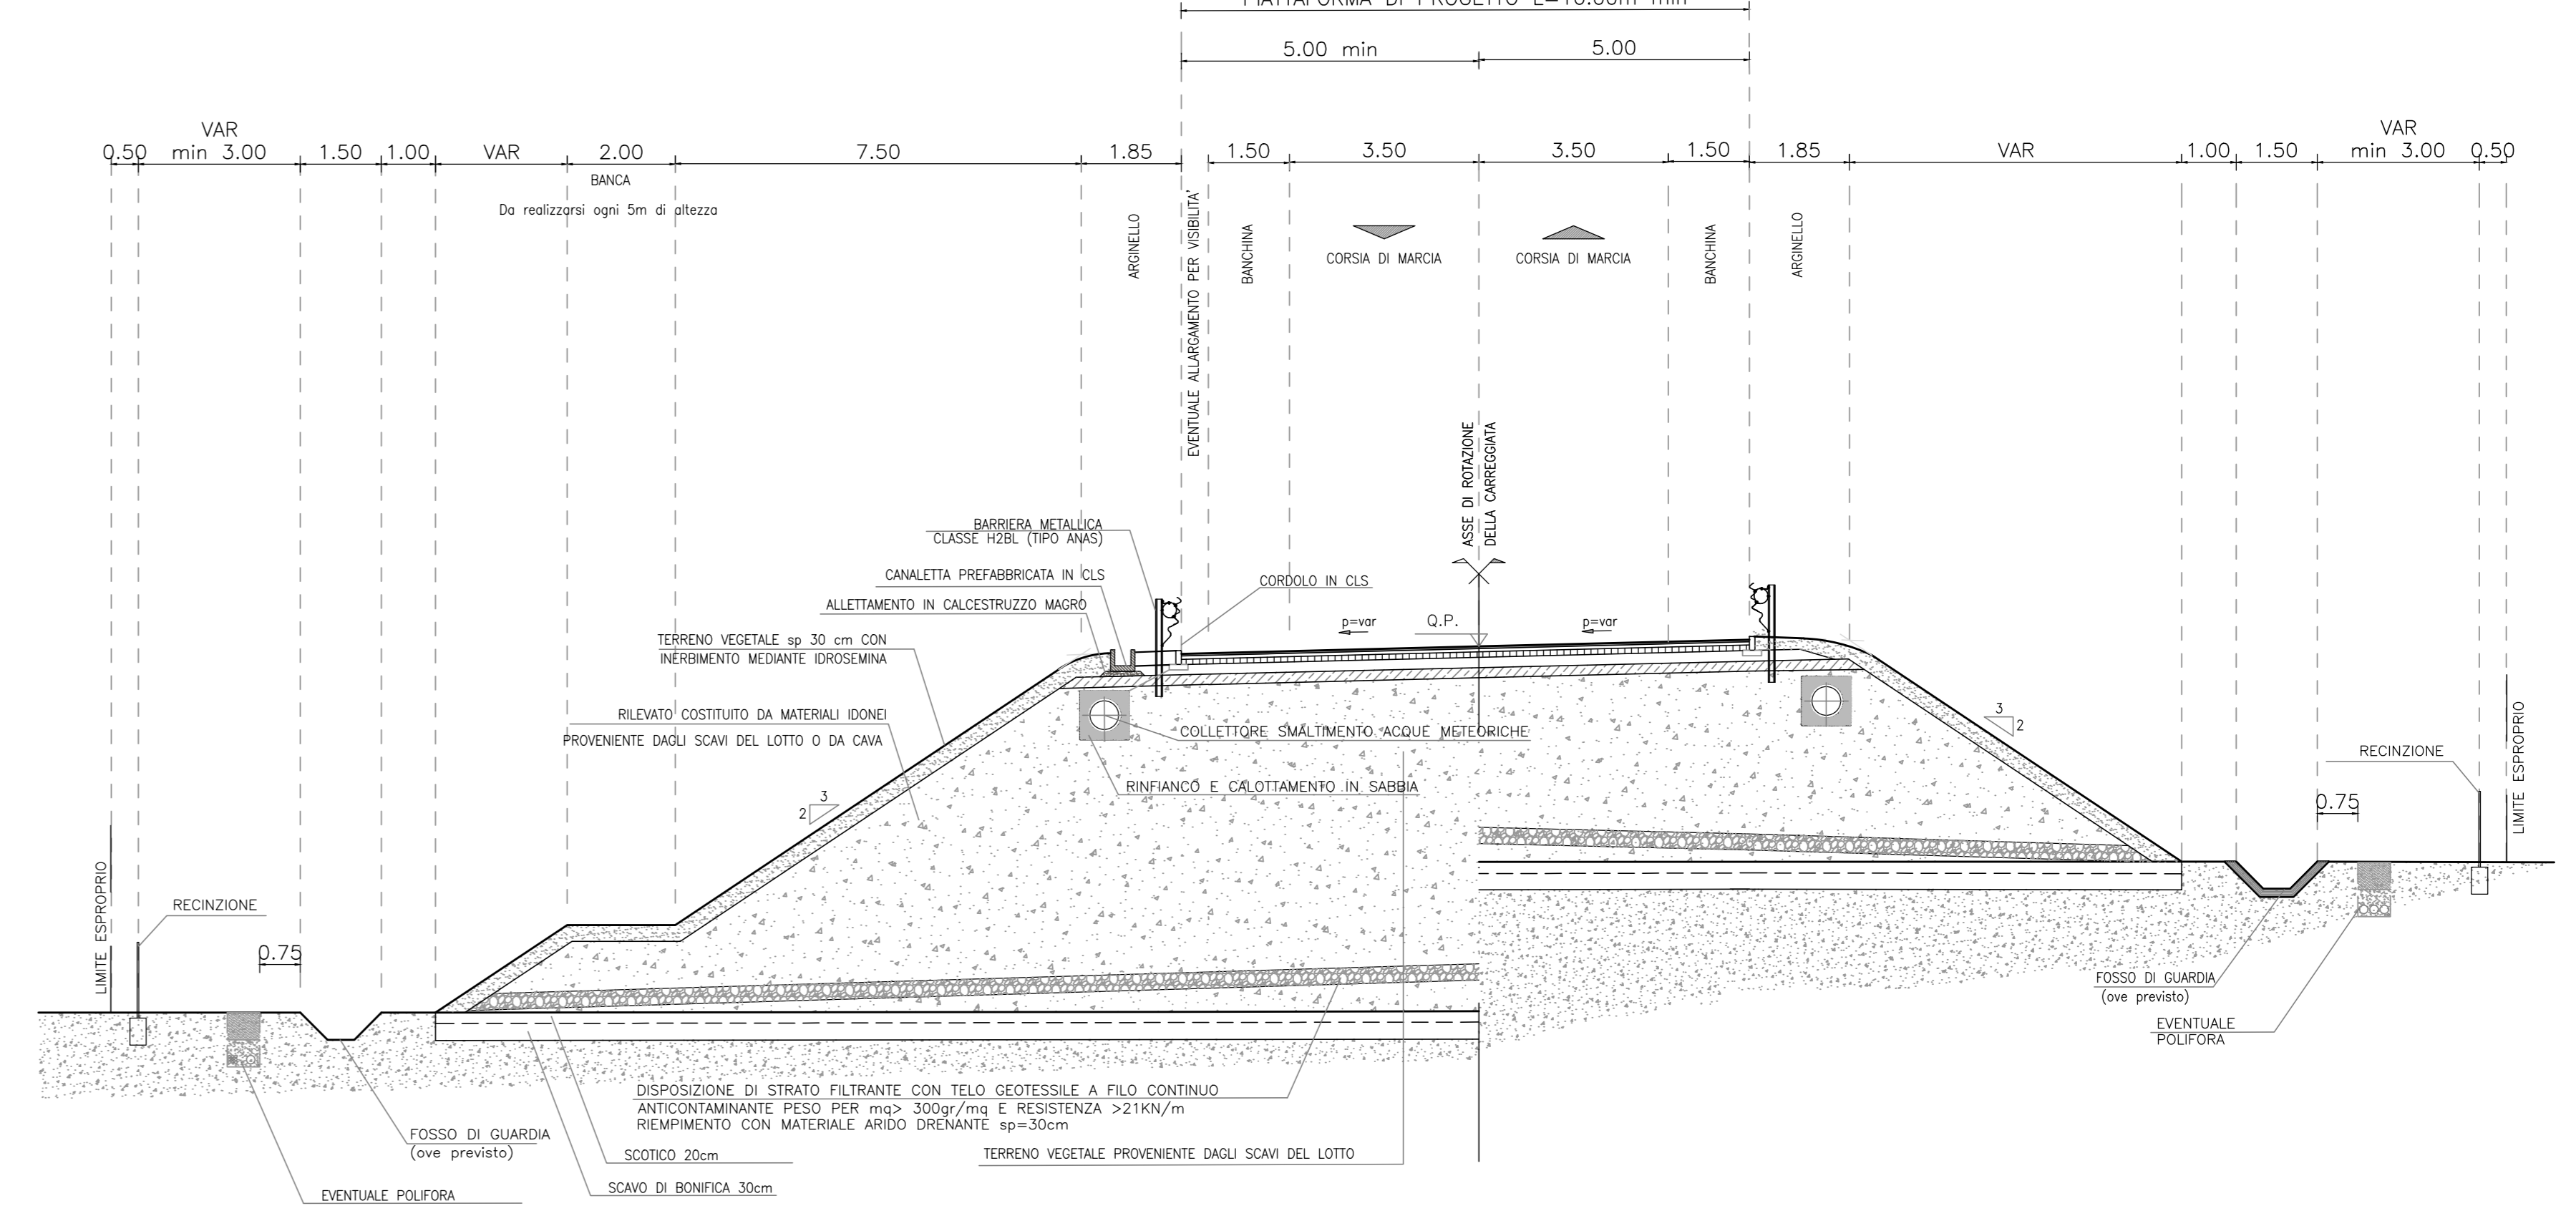 PIATTAFORMA DI PROGETTO L=10.00m min
5.00 min
5.00
VAR
VAR
0.50
min 3.00
1.50
1.00
VAR
2.00
7.50
1.85
1.50
3.50
3.50
1.50
1.85
VAR
1.00
1.50
min 3.00
0.50
BANCA
Da realizzarsi ogni 5m di altezza
ARGINELLO
EVENTUALE ALLARGAMENTO PER VISIBILITA'
BANCHINA
CORSIA DI MARCIA
CORSIA DI MARCIA
BANCHINA
ARGINELLO
ASSE DI ROTAZIONE
DELLA CARREGGIATA
BARRIERA METALLICA
CLASSE H2BL (TIPO ANAS)
CANALETTA PREFABBRICATA IN CLS
CORDOLO IN CLS
ALLETTAMENTO IN CALCESTRUZZO MAGRO
p=var
Q.P.
p=var
TERRENO VEGETALE sp 30 cm CON
INERBIMENTO MEDIANTE IDROSEMINA
RILEVATO COSTITUITO DA MATERIALI IDONEI
PROVENIENTE DAGLI SCAVI DEL LOTTO O DA CAVA
COLLETTORE SMALTIMENTO ACQUE METEORICHE
RINFIANCO E CALOTTAMENTO IN SABBIA
3
2
3
2
RECINZIONE
LIMITE ESPROPRIO
0.75
LIMITE ESPROPRIO
RECINZIONE
0.75
FOSSO DI GUARDIA
(ove previsto)
EVENTUALE
POLIFORA
DISPOSIZIONE DI STRATO FILTRANTE CON TELO GEOTESSILE A FILO CONTINUO
ANTICONTAMINANTE PESO PER mq> 300gr/mq E RESISTENZA >21KN/m
RIEMPIMENTO CON MATERIALE ARIDO DRENANTE sp=30cm
FOSSO DI GUARDIA
(ove previsto)
SCOTICO 20cm
TERRENO VEGETALE PROVENIENTE DAGLI SCAVI DEL LOTTO
SCAVO DI BONIFICA 30cm
EVENTUALE POLIFORA